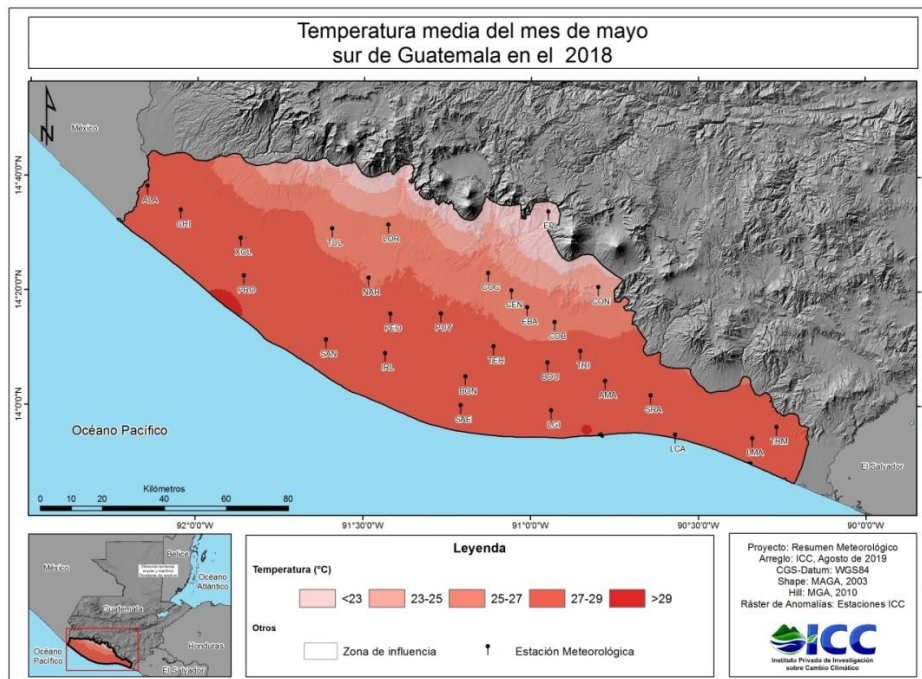 Temperatura media del mes de mayo
sur de Guatemala en el 2018
N
México
14°40'0"N
14°20'0"N
14°0'0"N
ALA
CHI
XOL
TUL
LOR
PRO
NAR
COC
CEN
CON
EBA
PEO
PUY
COB
SAN
IRL
TEH
BOU
TRI
BGN
AMA
SRA
SAE
LGI
LCA
LMA
TRM
Océano Pacífico
El Salvador
Kilómetros
0 10 20 40 60 80
92°0'0"W 91°30'0"W 91°0'0"W 90°30'0"W 90°0'0"W
México
Belice
Océano
Atlántico
Guatemala
Honduras
Océano
Pacífico
El Salvador
Leyenda
Temperatura (°C)
<23 23-25 25-27 27-29 >29
Otros
Zona de influencia
Estación Meteorológica
Proyecto: Resumen Meteorológico
Arreglo: ICC, Agosto de 2019
CGS-Datum: WGS84
Shape: MAGA, 2003
Hill: MGA, 2010
Ráster de Anomalías: Estaciones ICC
ICC
Instituto Privado de Investigación
sobre Cambio Climático